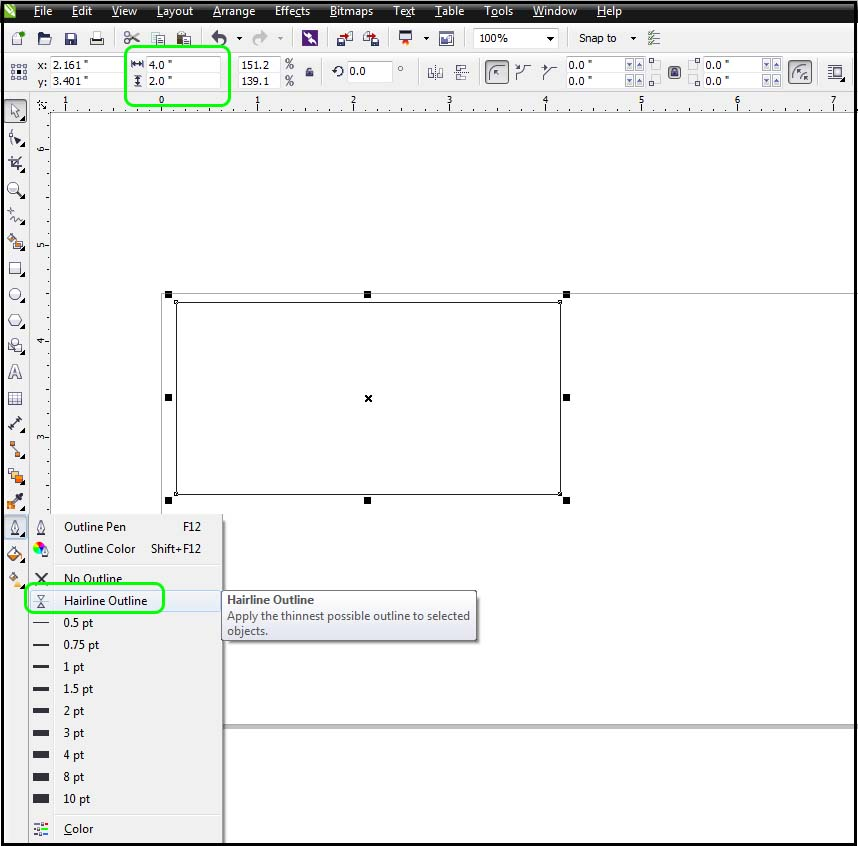 File Edit View Layout Arrange Effects Bitmaps Text Table Tools Window Help
100% Snap to
x: 2.161 " 4.0 " 151.2 % 0.0 ° 0.0 " 0.0 "
y: 3.401 " 2.0 " 139.1 % 0.0 " 0.0 "
1 0 1 2 3 4 5 6 7
6
5
4
3
Outline Pen F12
Outline Color Shift+F12
No Outline
Hairline Outline
Hairline Outline
Apply the thinnest possible outline to selected
objects.
0.5 pt
0.75 pt
1 pt
1.5 pt
2 pt
3 pt
4 pt
8 pt
10 pt
Color